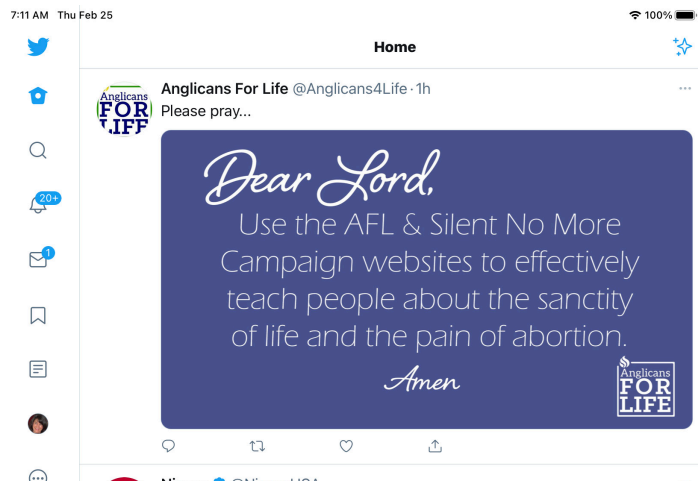 7:11 AM Thu Feb 25
100%
Home
Anglicans For Life @Anglicans4Life · 1h
Anglicans
FOR
LIFE
Please pray...
20+
1
Dear Lord,
Use the AFL & Silent No More
Campaign websites to effectively
teach people about the sanctity
of life and the pain of abortion.
Amen
Anglicans
FOR
LIFE